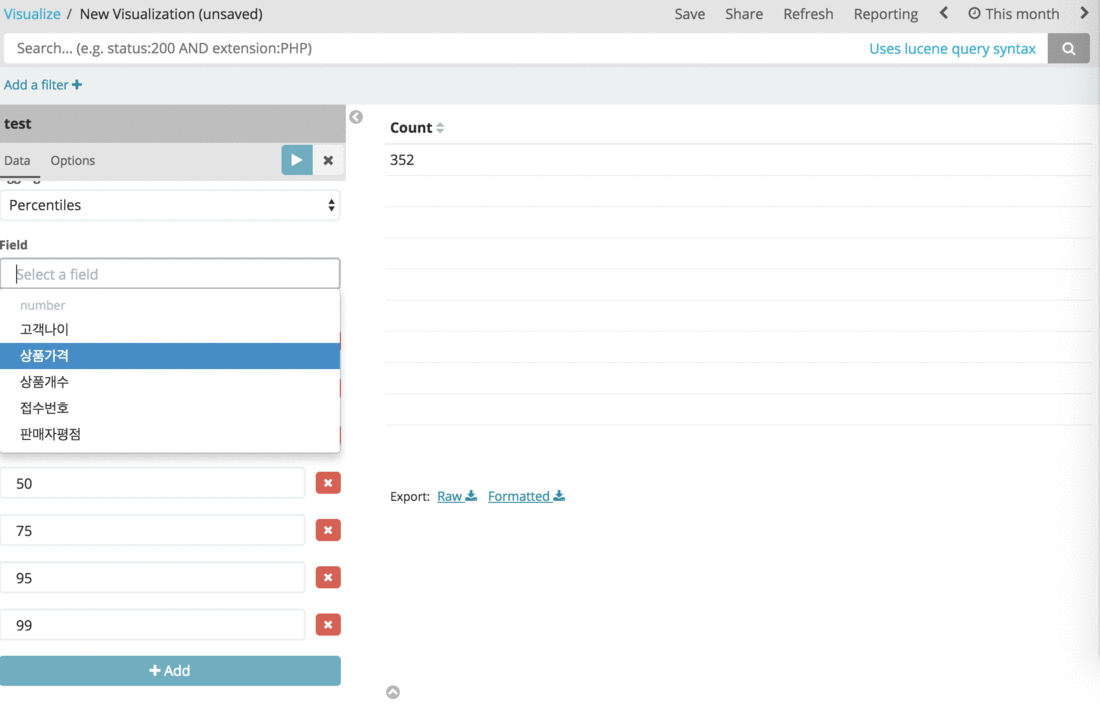 Visualize / New Visualization (unsaved) Save Share Refresh Reporting This month
Search... (e.g. status:200 AND extension:PHP) Uses lucene query syntax
Add a filter +
test
Data Options
Percentiles
Field
Select a field
number
고객나이
상품가격
상품개수
접수번호
판매자평점
50
75
95
99
+ Add
Count
352
Export: Raw Formatted